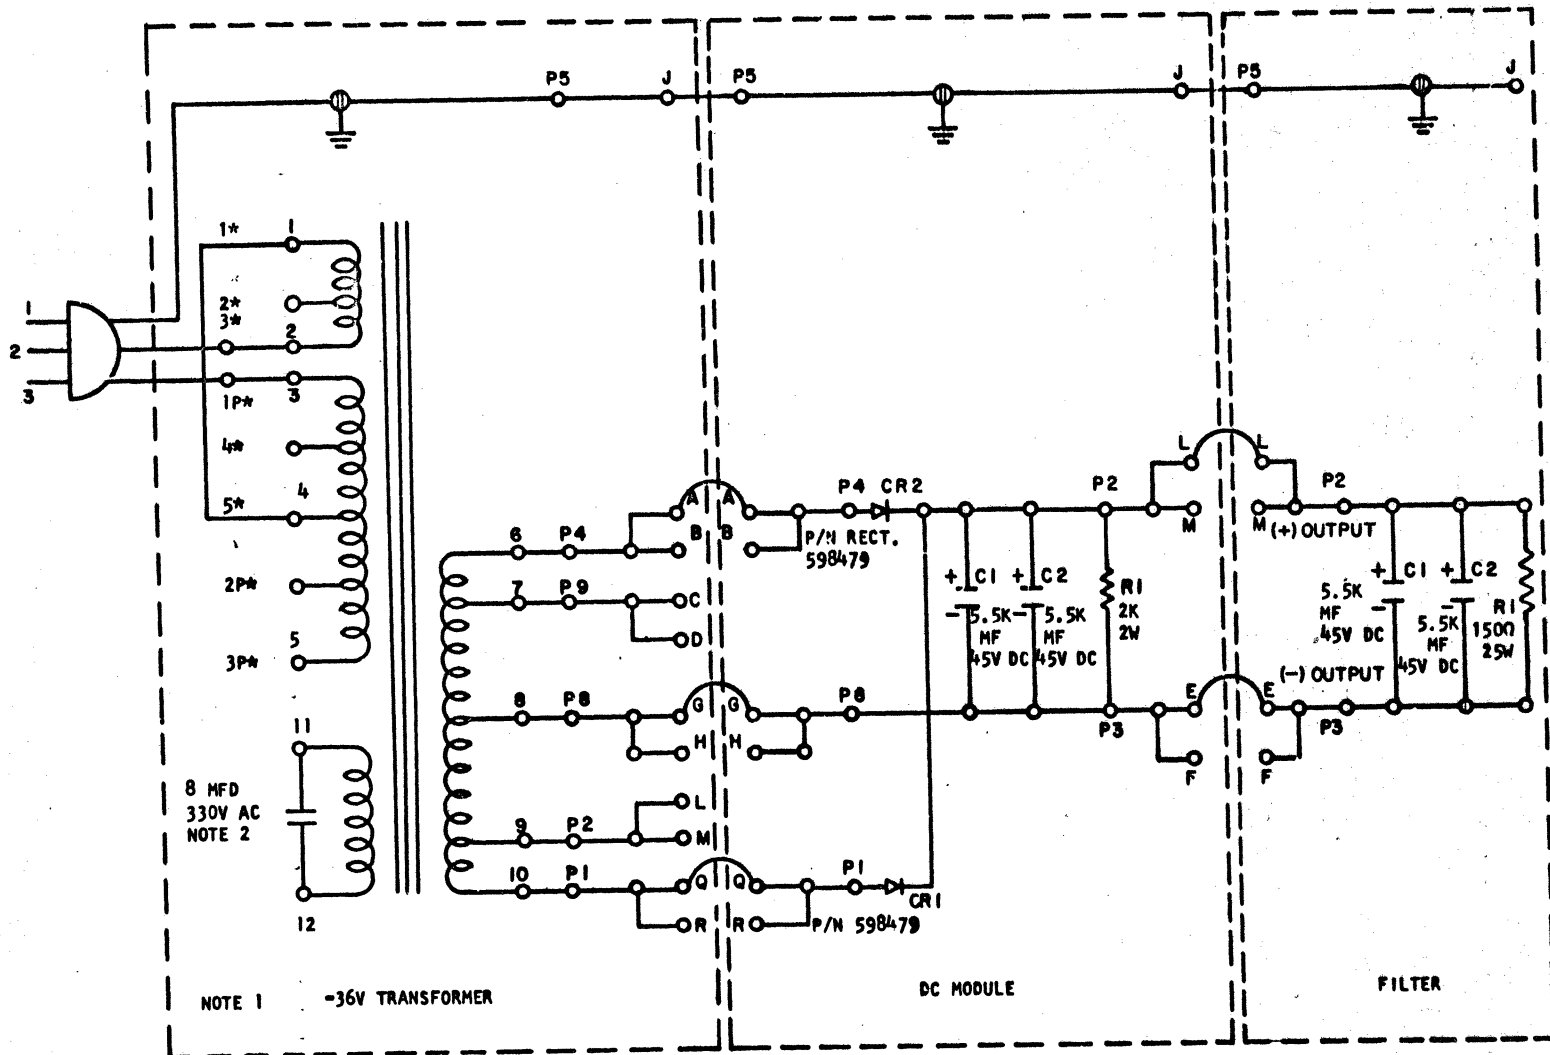 P5
J
P5
J
P5
J
1*
1
2*
3*
2
1
2
3
1P*
3
4*
5*
4
2P*
3P*
5
11
8 MFD
330V AC
NOTE 2
12
6
P4
7
P9
8
P8
9
P2
10
P1
A
A
B
B
C
D
G
G
H
H
L
M
Q
Q
R
R
P4
CR2
P/N RECT.
598479
P8
P1
CR1
P/N 598479
+
C1
-
5.5K
MF
45V DC
+
C2
-
5.5K
MF
45V DC
P2
R1
2K
2W
P3
L
L
M
M
E
E
F
F
P2
(+) OUTPUT
(-) OUTPUT
P3
+
C1
-
5.5K
MF
45V DC
+
C2
-
5.5K
MF
45V DC
R1
150Ω
25W
NOTE 1
-36V TRANSFORMER
DC MODULE
FILTER